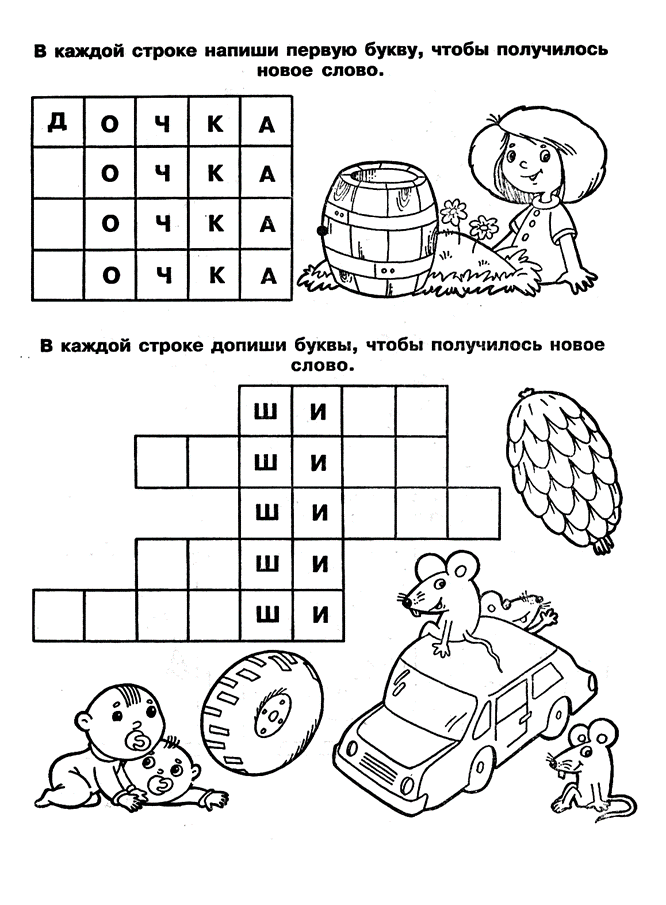 В каждой строке напиши первую букву, чтобы получилось
новое слово.
Д О Ч К А
О Ч К А
О Ч К А
О Ч К А
В каждой строке допиши буквы, чтобы получилось новое
слово.
Ш И
Ш И
Ш И
Ш И
Ш И